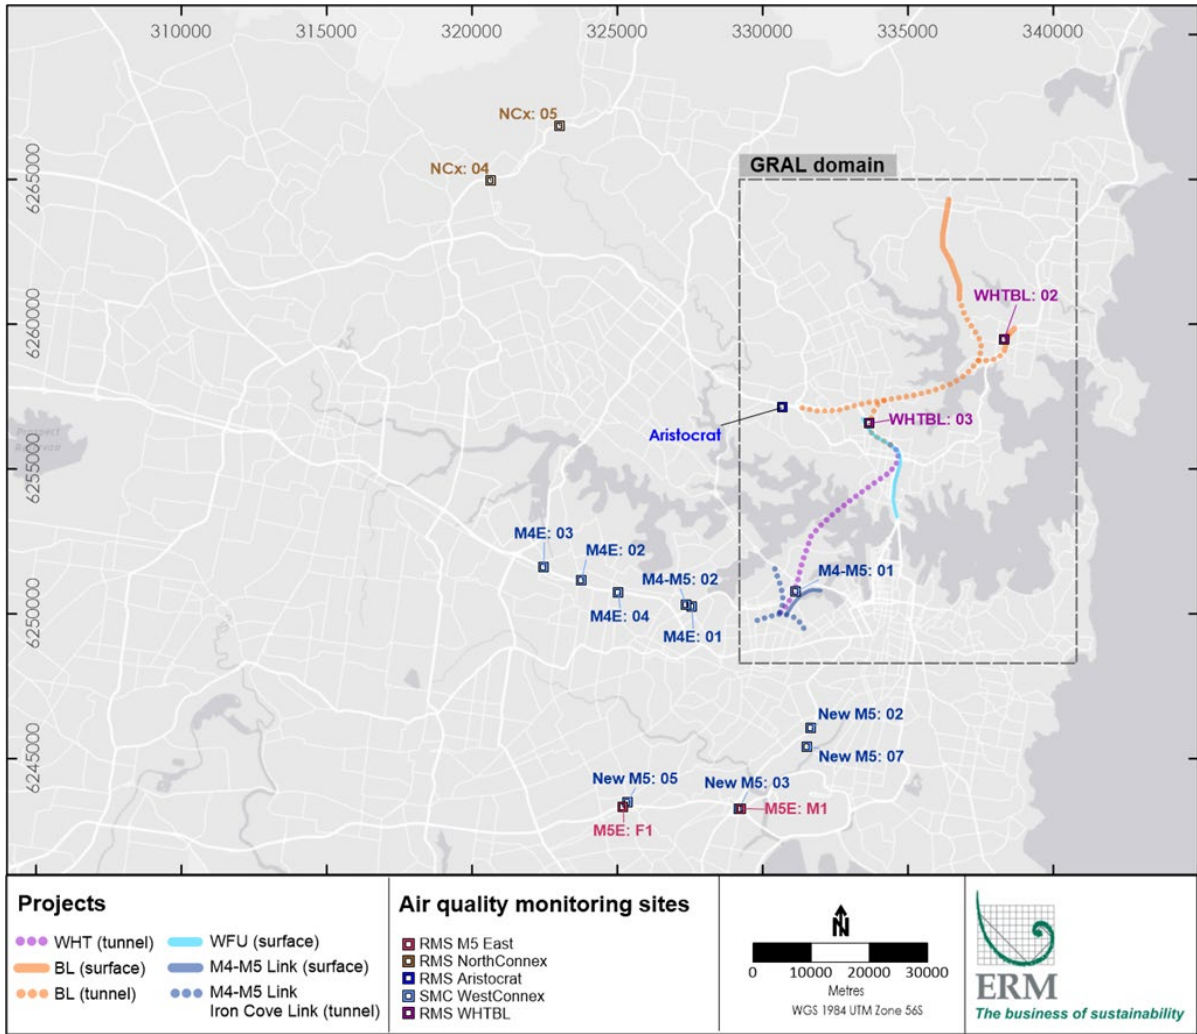 310000
315000
320000
325000
330000
335000
340000
NCx: 05
NCx: 04
6265000
GRAL domain
WHTBL: 02
6260000
Aristocrat
WHTBL: 03
6255000
M4E: 03
M4E: 02
M4-M5: 02
M4-M5: 01
M4E: 04
M4E: 01
6250000
New M5: 02
New M5: 07
6245000
New M5: 05
New M5: 03
M5E: F1
M5E: M1
Projects
WHT (tunnel)
BL (surface)
BL (tunnel)
WFU (surface)
M4-M5 Link (surface)
M4-M5 Link
Iron Cove Link (tunnel)
Air quality monitoring sites
RMS M5 East
RMS NorthConnex
RMS Aristocrat
SMC WestConnex
RMS WHTBL
N
0 10000 20000 30000
Metres
WGS 1984 UTM Zone 56S
ERM
The business of sustainability